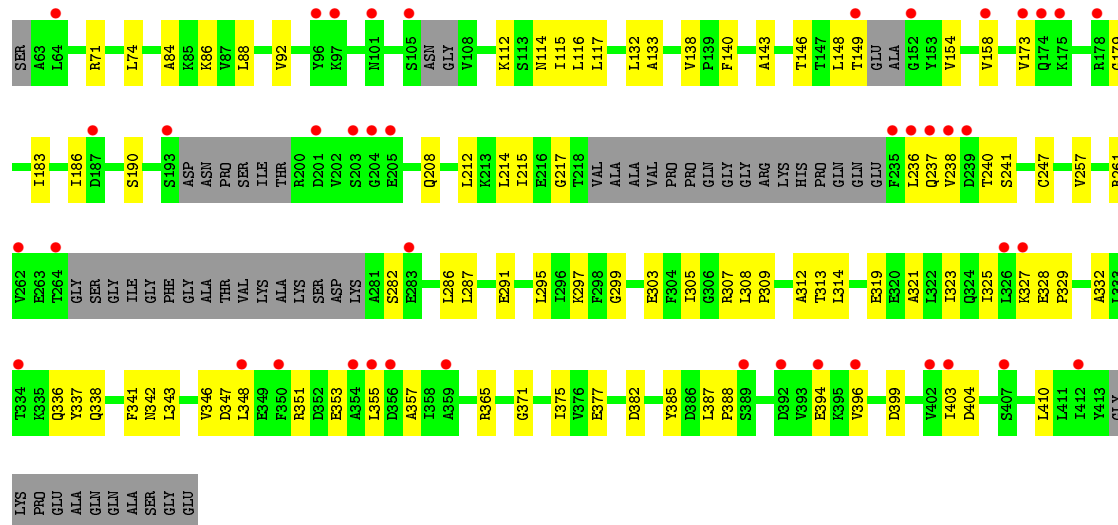 SER A63 L64 R71 L74 A84 K85 K86 V87 L88 V92 Y96 K97 N101 S105 ASN GLY V108 K112 S113 N114 I115 L116 L117 L132 A133 V138 P139 F140 A143 T146 T147 L148 T149 GLU ALA G152 Y153 V154 V158 V173 Q174 K175 R178
I183 I186 D187 S190 S193 ASP ASN PRO SER ILE THR R200 D201 V202 S203 G204 E205 Q208 L212 K213 L214 I215 E216 G217 T218 VAL ALA ALA VAL PRO PRO GLN GLY GLY ARG LYS HIS PRO GLN GLN GLU F235 L236 Q237 V238 D239 T240 S241 C247 V257 R261
V262 E263 T264 GLY SER GLY ILE GLY PHE GLY ALA THR VAL LYS ALA LYS SER ASP LYS A281 S282 E283 L286 L287 E291 L295 I296 K297 F298 G299 E303 F304 I305 G306 R307 L308 P309 A312 T313 L314 E319 E320 A321 L322 I323 Q324 I325 L326 K327 E328 P329 A332 L333
T334 K335 Q336 Y337 Q338 F341 N342 L343 V346 D347 L348 E349 F350 R351 D352 E353 A354 L355 D356 A357 I358 A359 R365 G371 I375 V376 E377 D382 Y385 D386 L387 P388 S389 D392 V393 E394 K395 V396 D399 V402 I403 D404 S407 L410 L411 I412 Y413 GLY
LYS PRO GLU ALA GLN GLN ALA SER GLY GLU